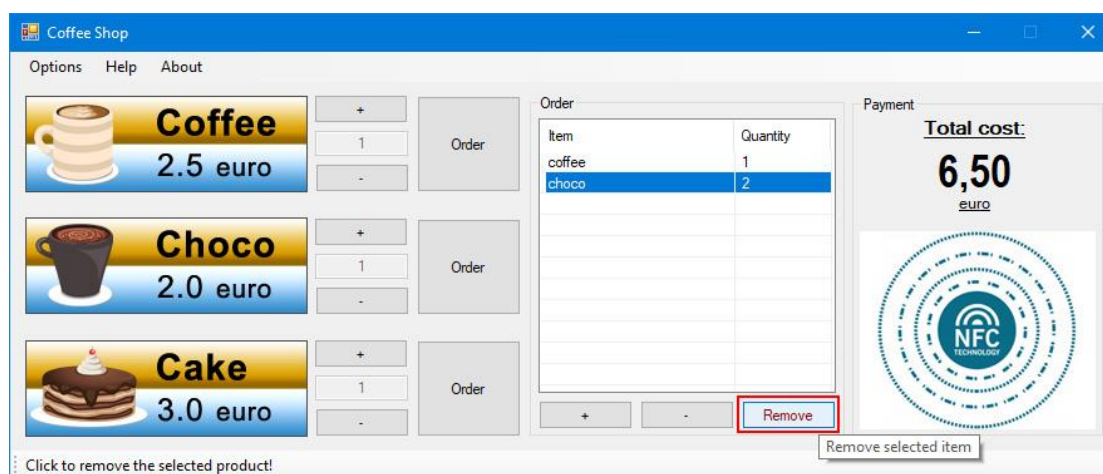 Coffee Shop
Options Help About
Coffee
2.5 euro
+
1
-
Order
Choco
2.0 euro
+
1
-
Order
Cake
3.0 euro
+
1
-
Order
Order
Item Quantity
coffee 1
choco 2
+ - Remove
Remove selected item
Payment
Total cost:
6,50
euro
NFC
TECHNOLOGY
Click to remove the selected product!